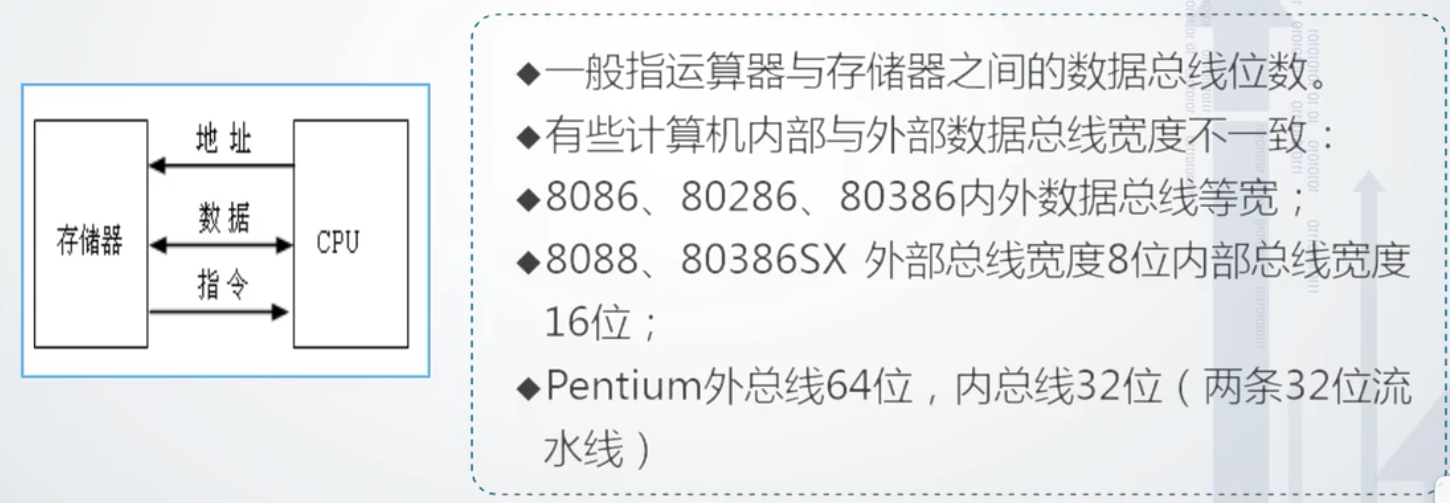 地 址
数 据
存储器
CPU
指 令
◆一般指运算器与存储器之间的数据总线位数。
◆有些计算机内部与外部数据总线宽度不一致：
◆8086、80286、80386内外数据总线等宽；
◆8088、80386SX 外部总线宽度8位内部总线宽度
16位；
◆Pentium外总线64位，内总线32位（两条32位流
水线）